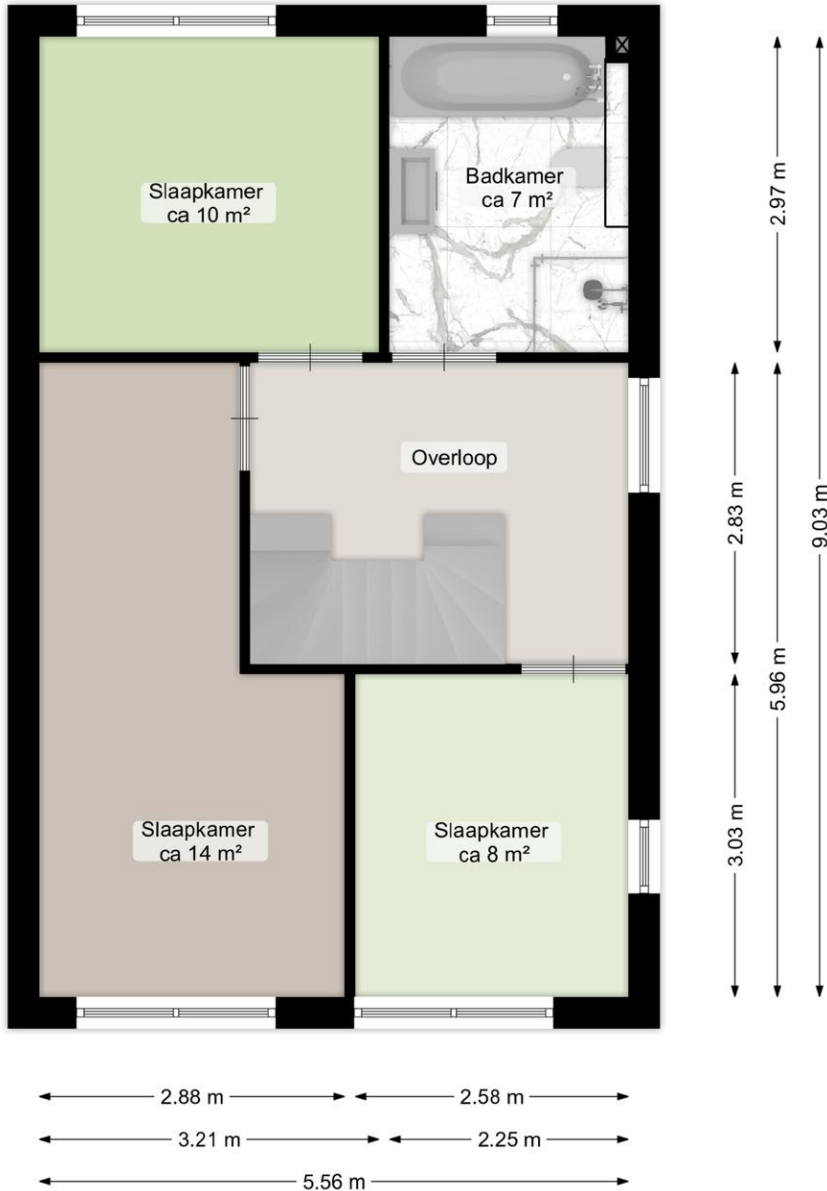 Slaapkamer
ca 10 m²
Badkamer
ca 7 m²
Overloop
Slaapkamer
ca 14 m²
Slaapkamer
ca 8 m²
2.97 m
2.83 m
9.03 m
5.96 m
3.03 m
2.88 m
2.58 m
3.21 m
2.25 m
5.56 m